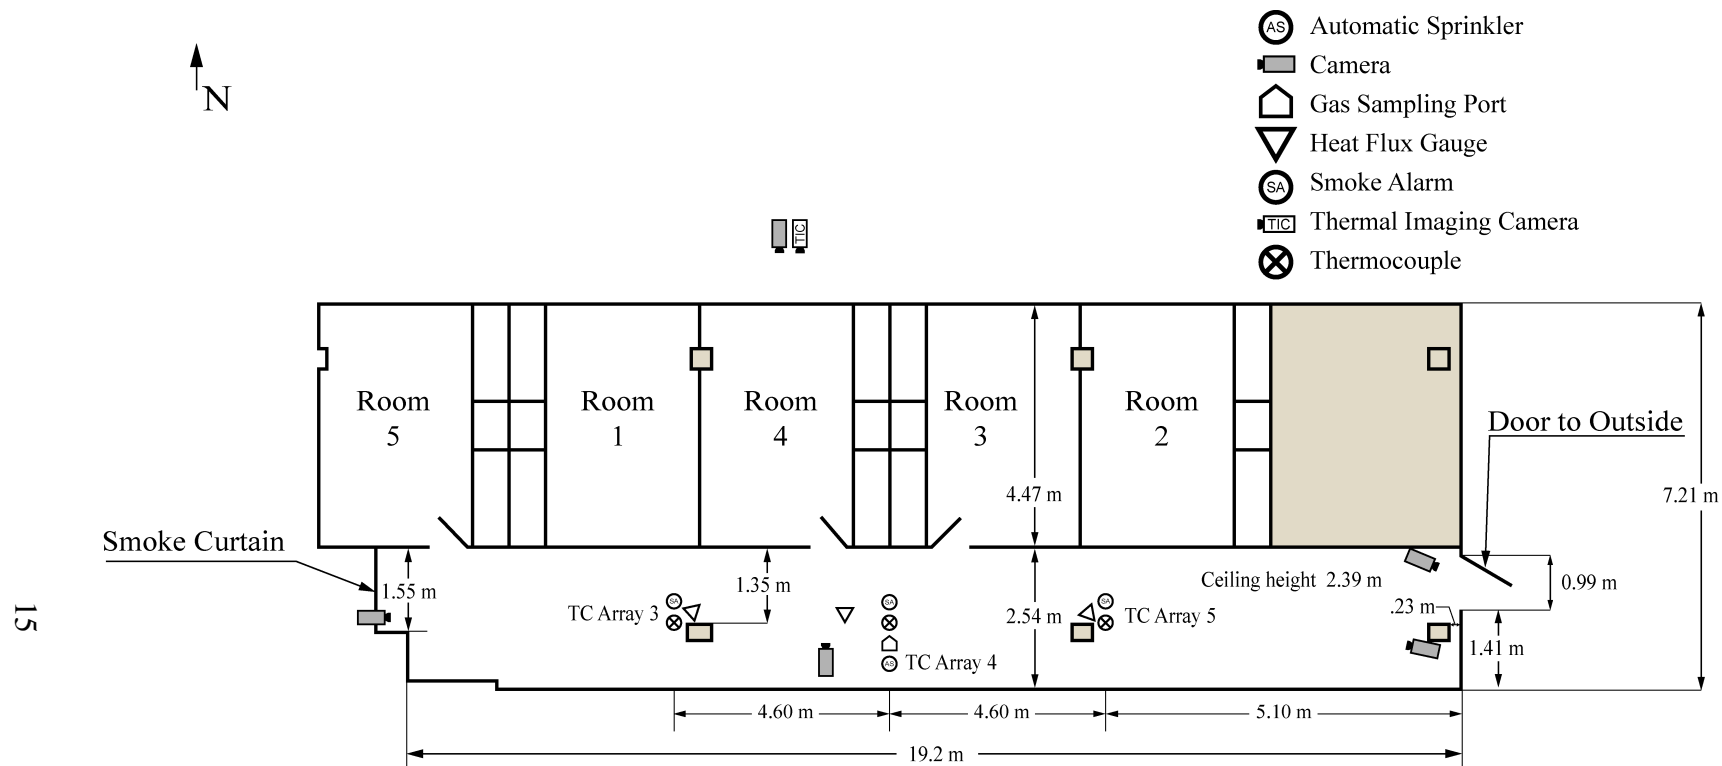 AS Automatic Sprinkler
Camera
Gas Sampling Port
Heat Flux Gauge
SA Smoke Alarm
TIC Thermal Imaging Camera
Thermocouple
N
TIC
Room
5
Room
1
Room
4
Room
3
Room
2
4.47 m
Door to Outside
7.21 m
Smoke Curtain
1.55 m
1.35 m
Ceiling height 2.39 m
0.99 m
TC Array 3
SA
SA
2.54 m
SA
TC Array 5
.23 m
1.41 m
AS
TC Array 4
4.60 m
4.60 m
5.10 m
19.2 m
15